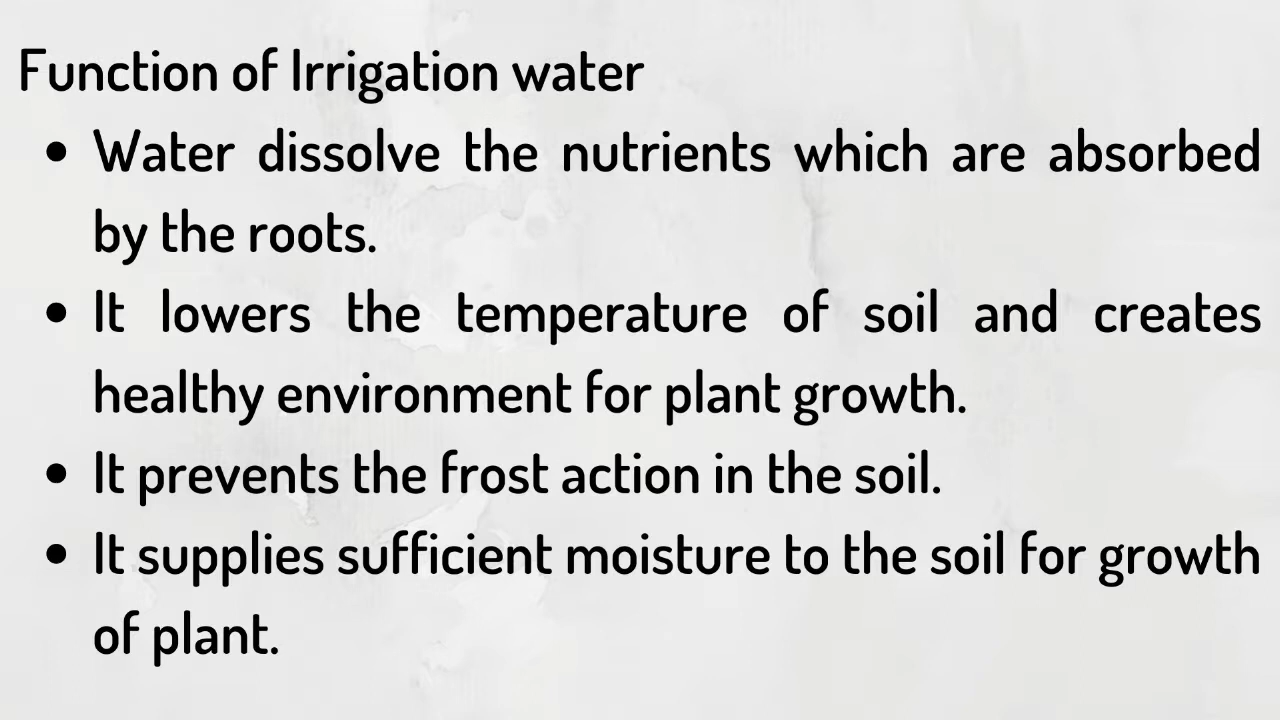 Function of Irrigation water
• Water dissolve the nutrients which are absorbed
by the roots.
• It lowers the temperature of soil and creates
healthy environment for plant growth.
• It prevents the frost action in the soil.
• It supplies sufficient moisture to the soil for growth
of plant.